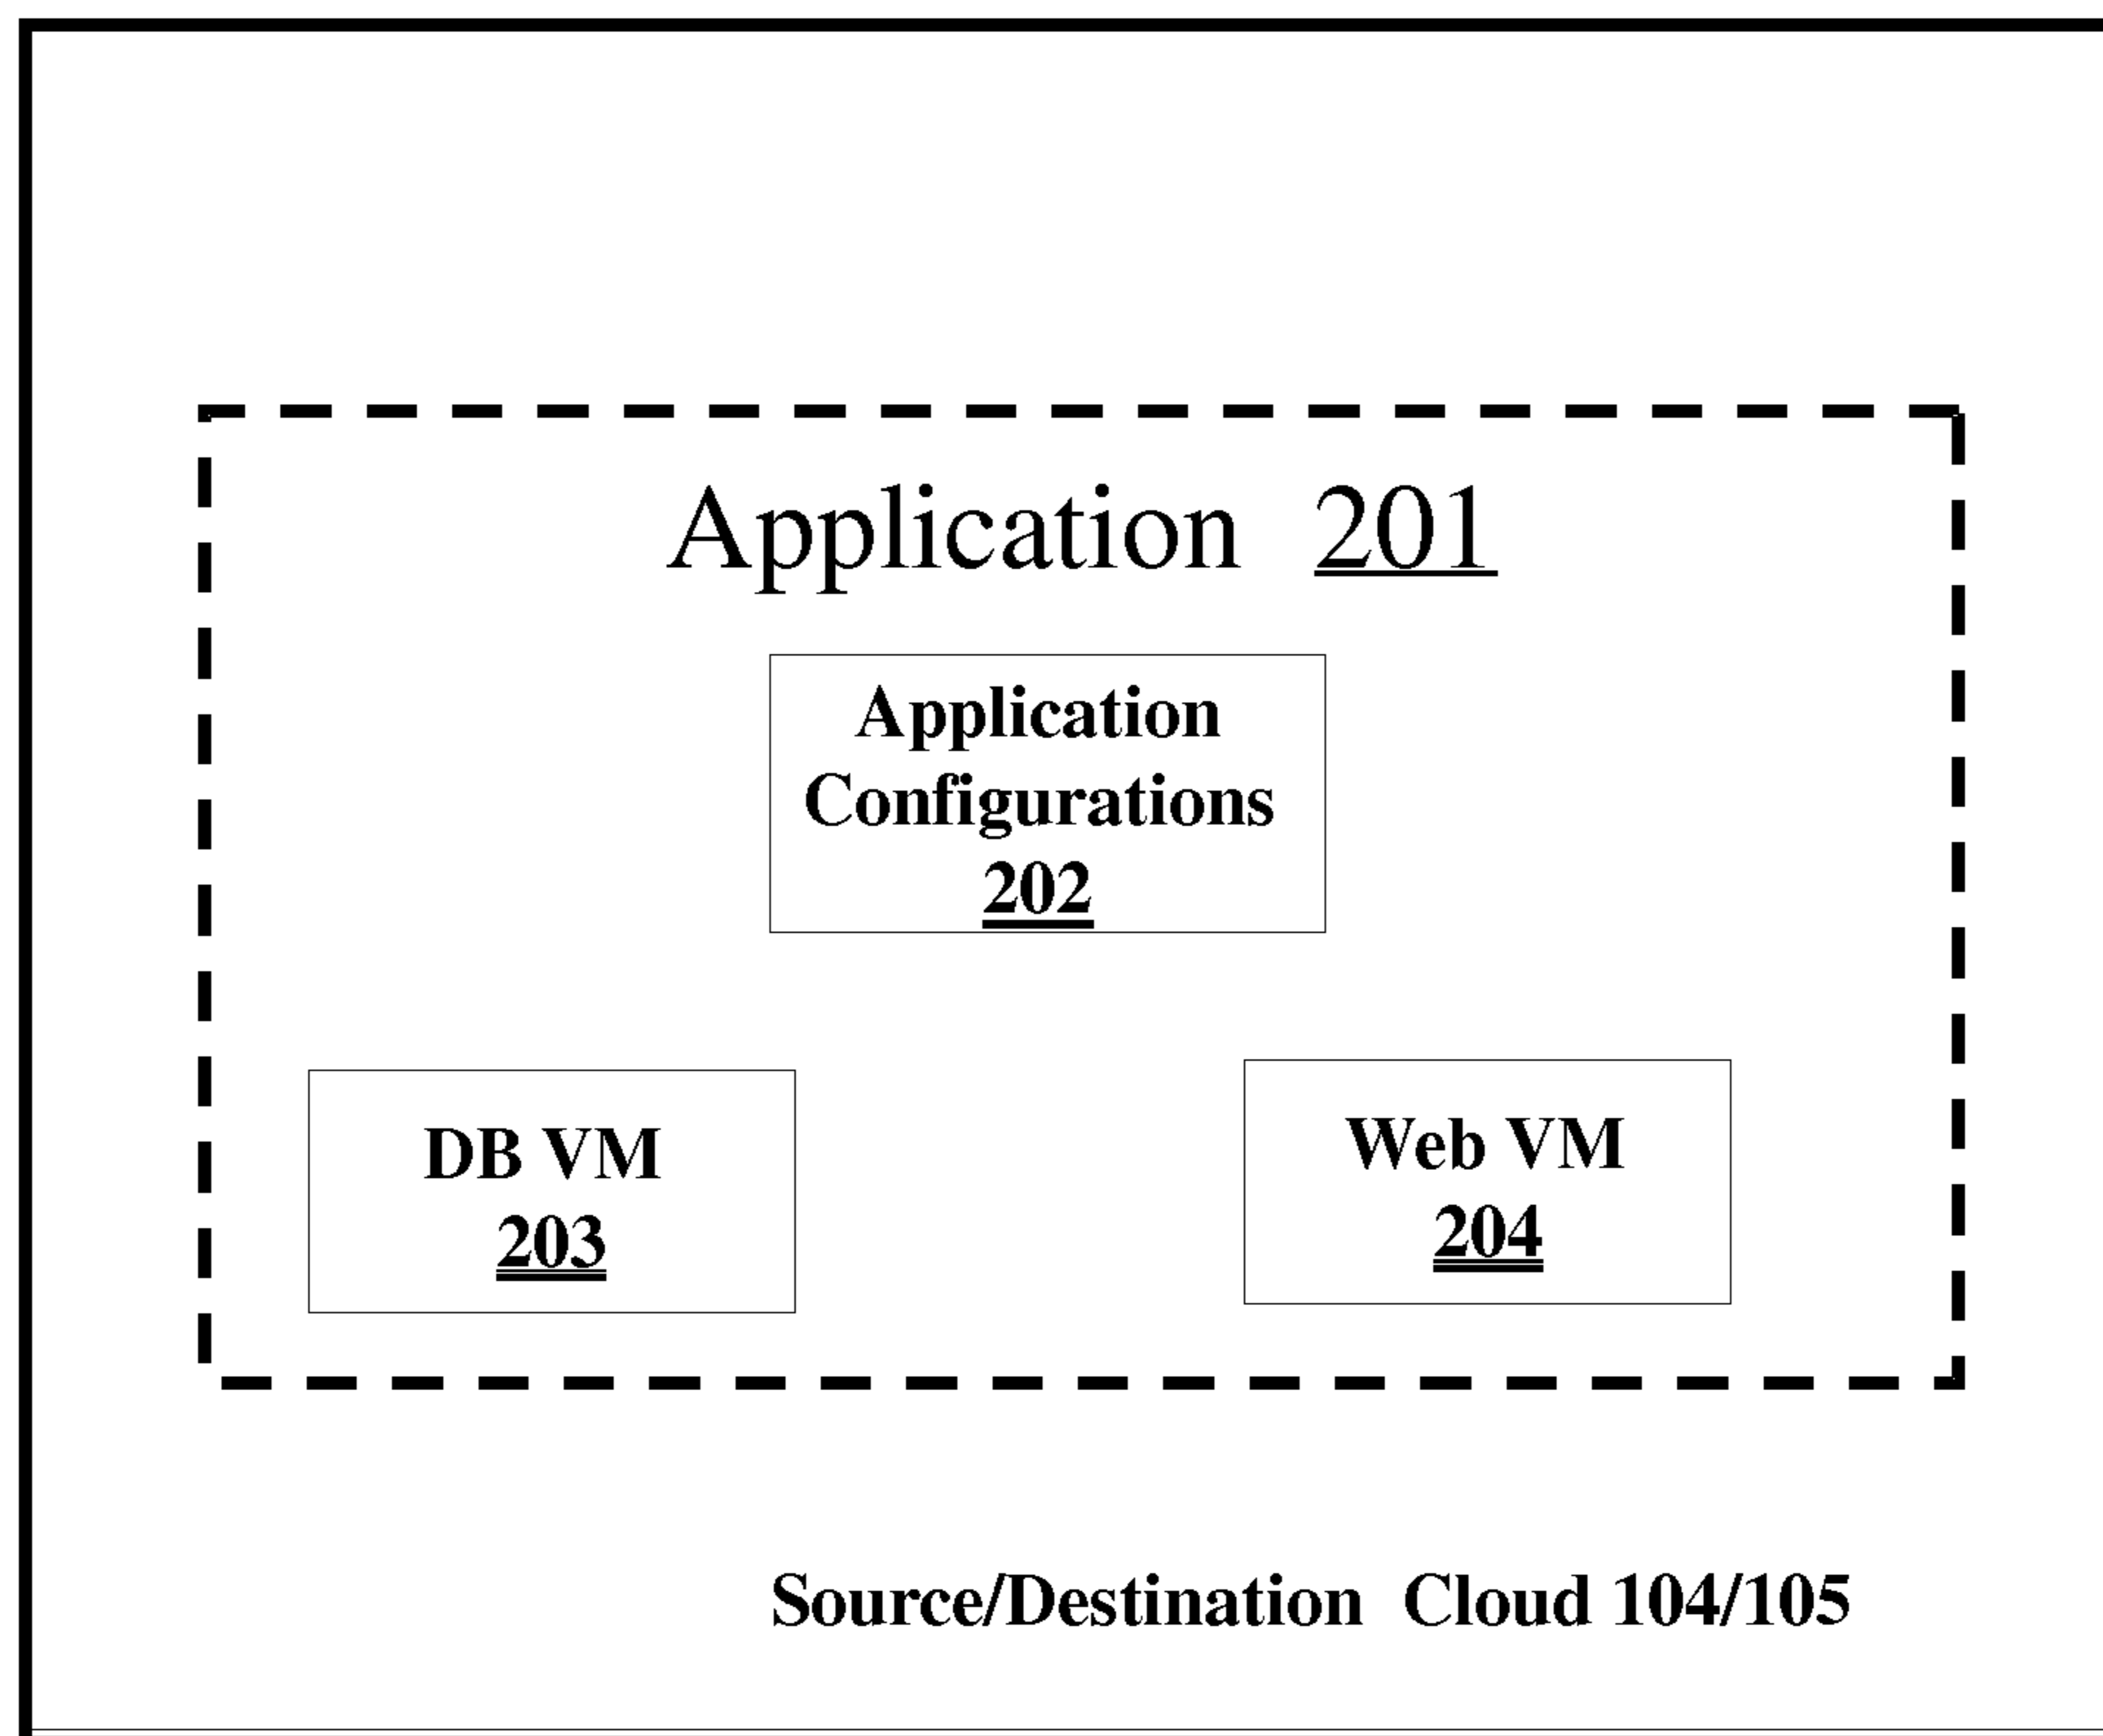 Application 201
Application
Configurations
202
DB VM
203
Web VM
204
Source/Destination Cloud 104/105